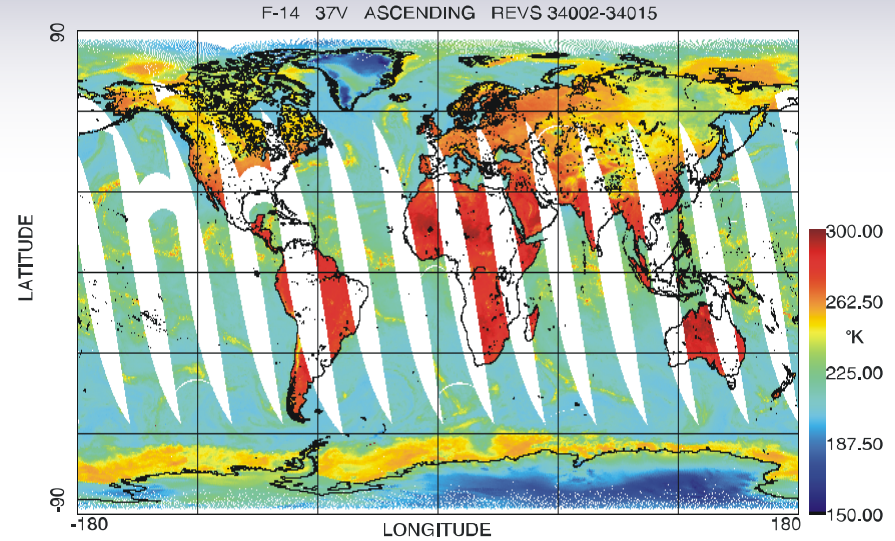 F-14 37V ASCENDING REVS 34002-34015
90
LATITUDE
-90
-180
LONGITUDE
180
300.00
262.50
°K
225.00
187.50
150.00